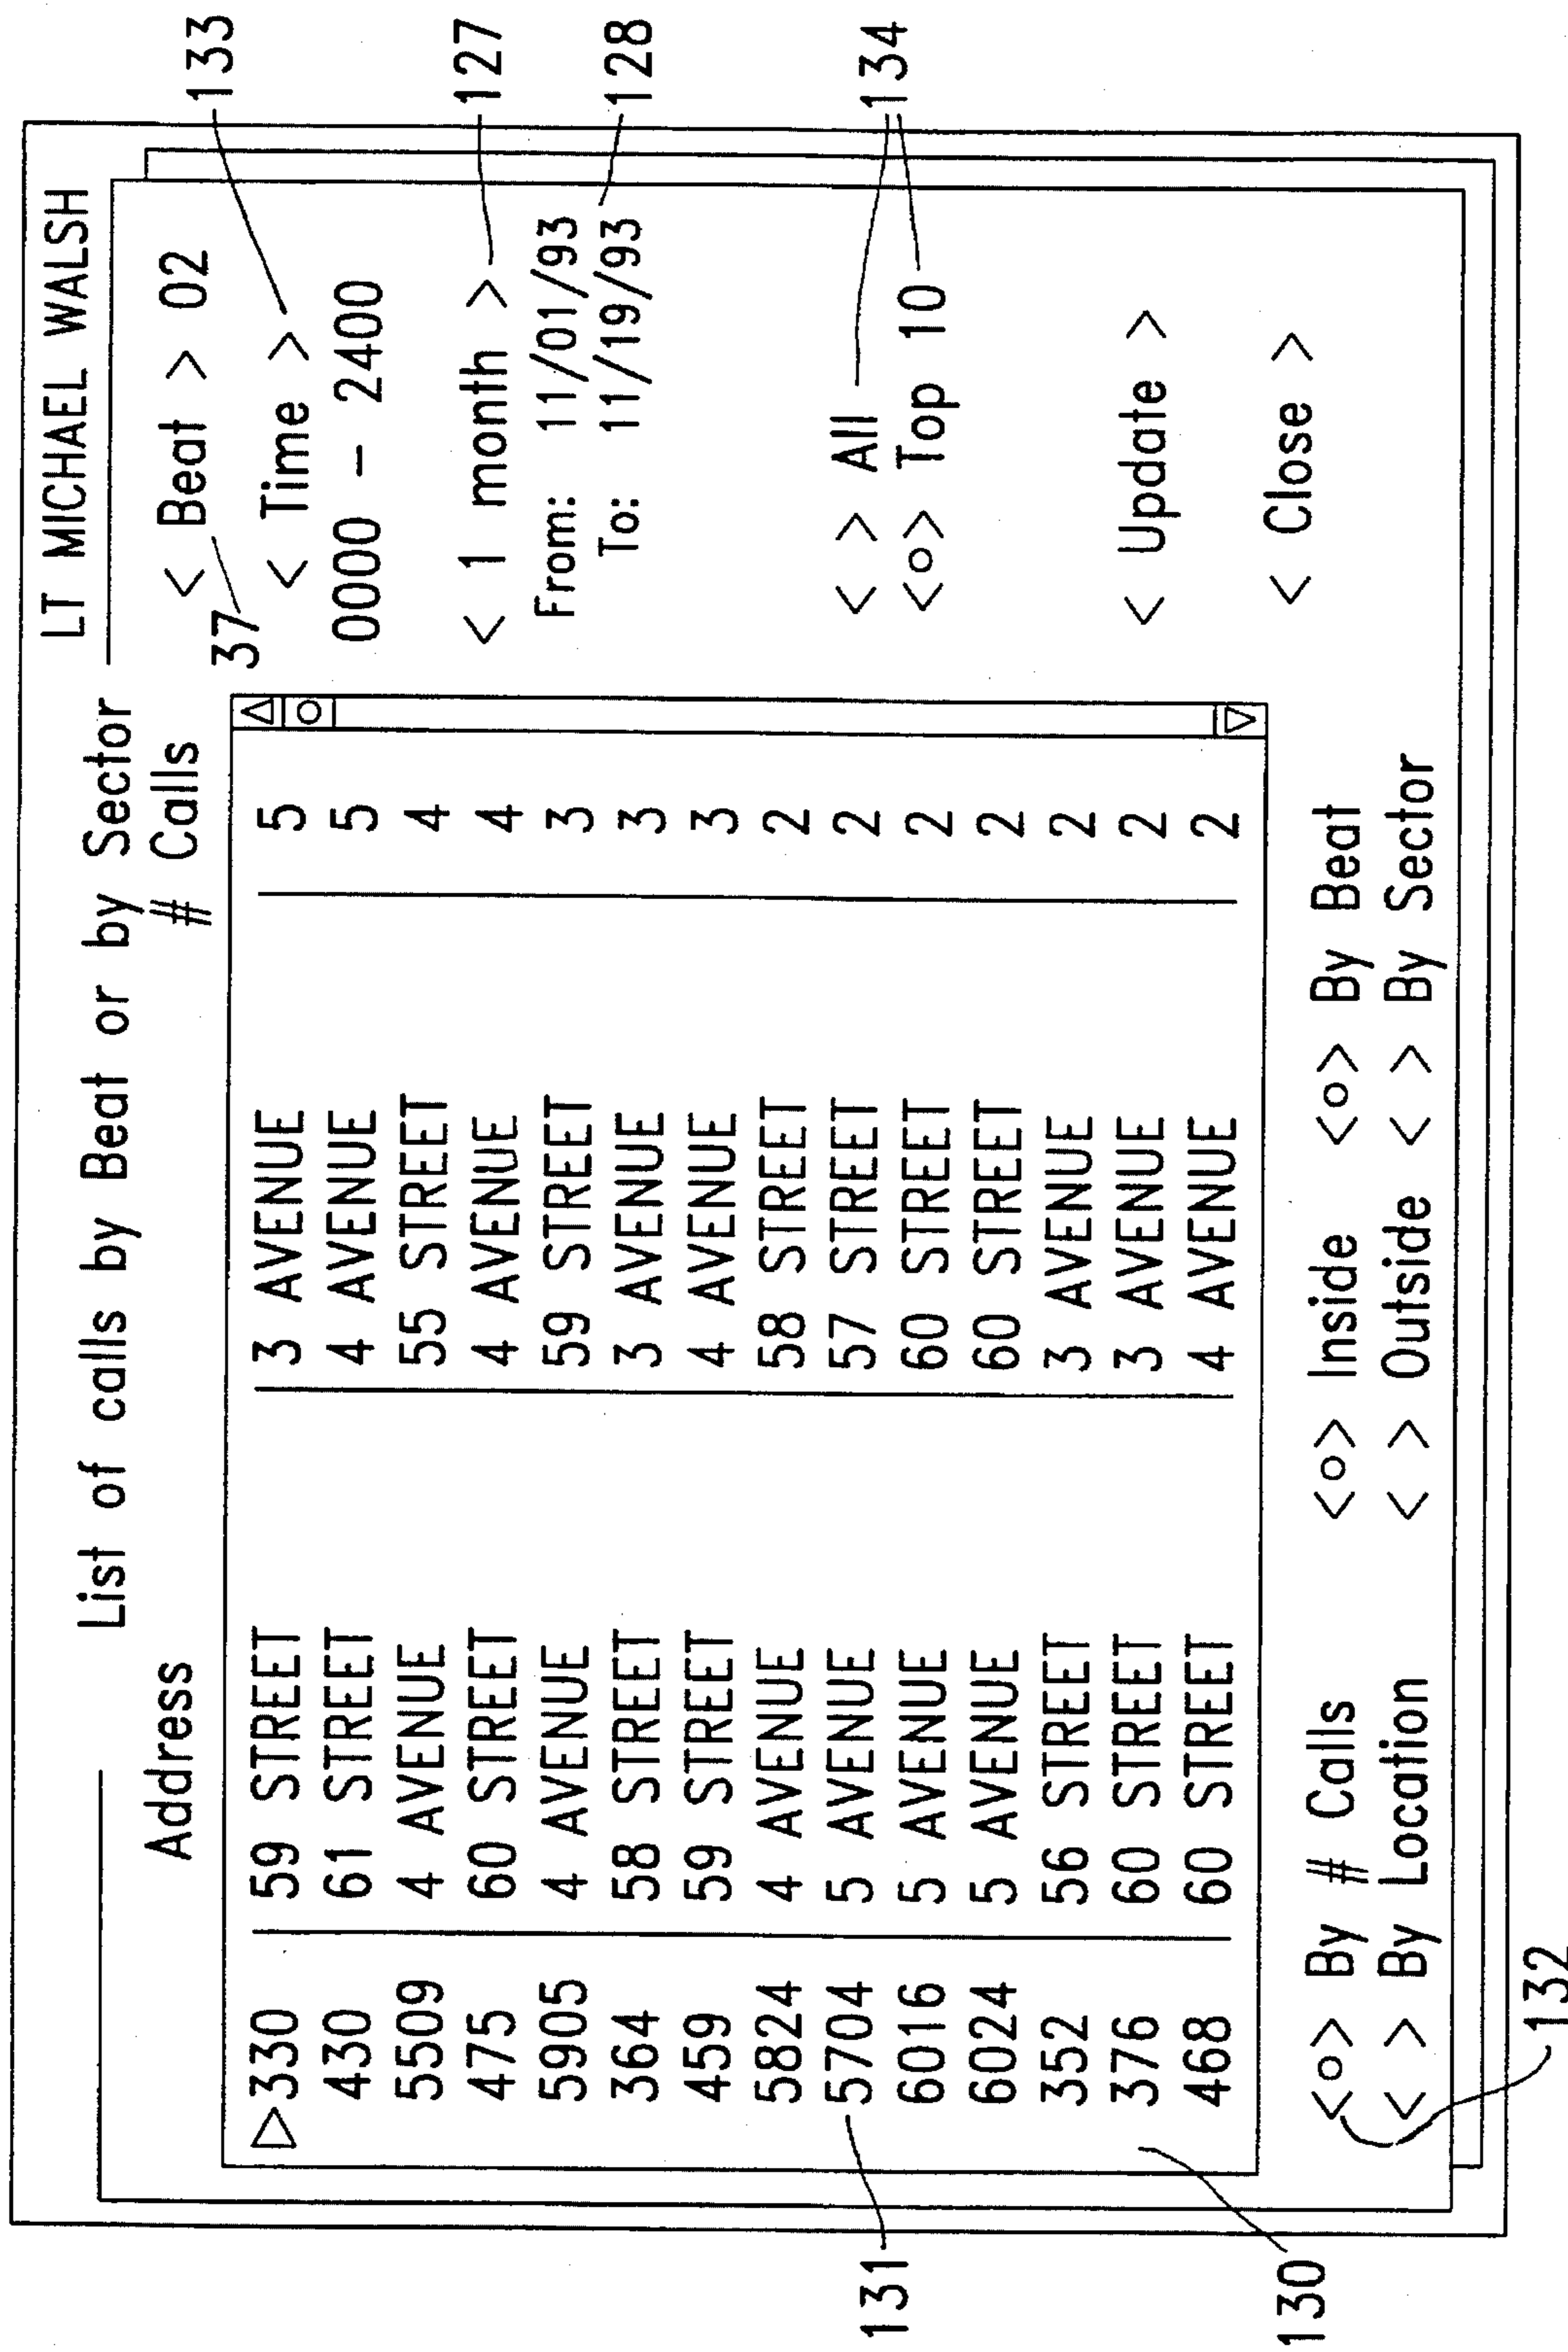 LT MICHAEL WALSH
List of calls by Beat or by Sector
Address # Calls
▷330 59 STREET 3 AVENUE 5
430 61 STREET 4 AVENUE 5
5509 4 AVENUE 55 STREET 4
475 60 STREET 4 AVENUE 4
5905 4 AVENUE 59 STREET 3
364 58 STREET 3 AVENUE 3
459 59 STREET 4 AVENUE 3
5824 4 AVENUE 58 STREET 2
5704 5 AVENUE 57 STREET 2
6016 5 AVENUE 60 STREET 2
6024 5 AVENUE 60 STREET 2
352 56 STREET 3 AVENUE 2
376 60 STREET 3 AVENUE 2
468 60 STREET 4 AVENUE 2
<o> By # Calls <o> Inside <o> By Beat
< > By Location < > Outside < > By Sector
< Beat > 02
37
< Time >
0000 - 2400
< 1 month >
From: 11/01/93
To: 11/19/93
< > All
<o> Top 10
< Update >
< Close >
133
127
128
134
131
130
132